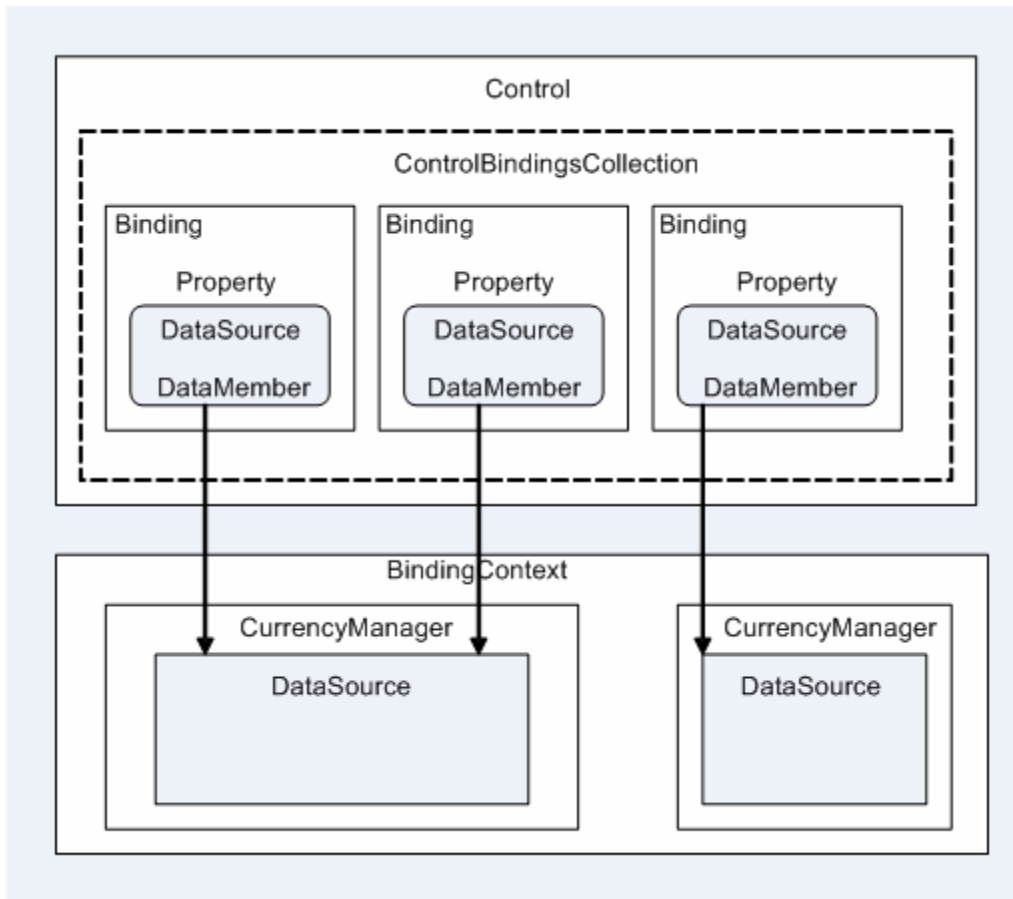 Control
ControlBindingsCollection
Binding
Property
DataSource
DataMember
Binding
Property
DataSource
DataMember
Binding
Property
DataSource
DataMember
BindingContext
CurrencyManager
DataSource
CurrencyManager
DataSource